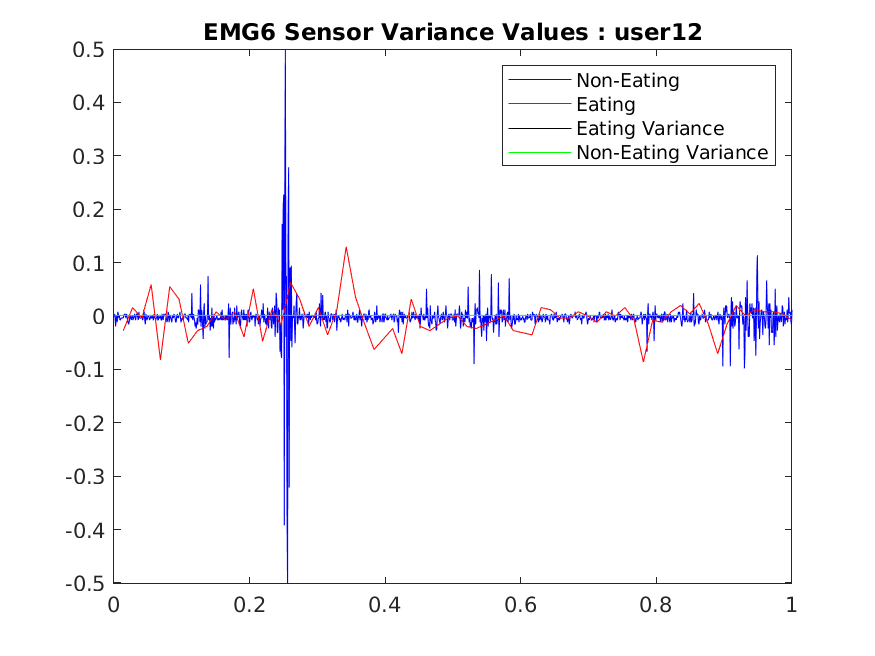 EMG6 Sensor Variance Values : user12
0.5
0.4
0.3
0.2
0.1
0
-0.1
-0.2
-0.3
-0.4
-0.5
Non-Eating
Eating
Eating Variance
Non-Eating Variance
0 0.2 0.4 0.6 0.8 1